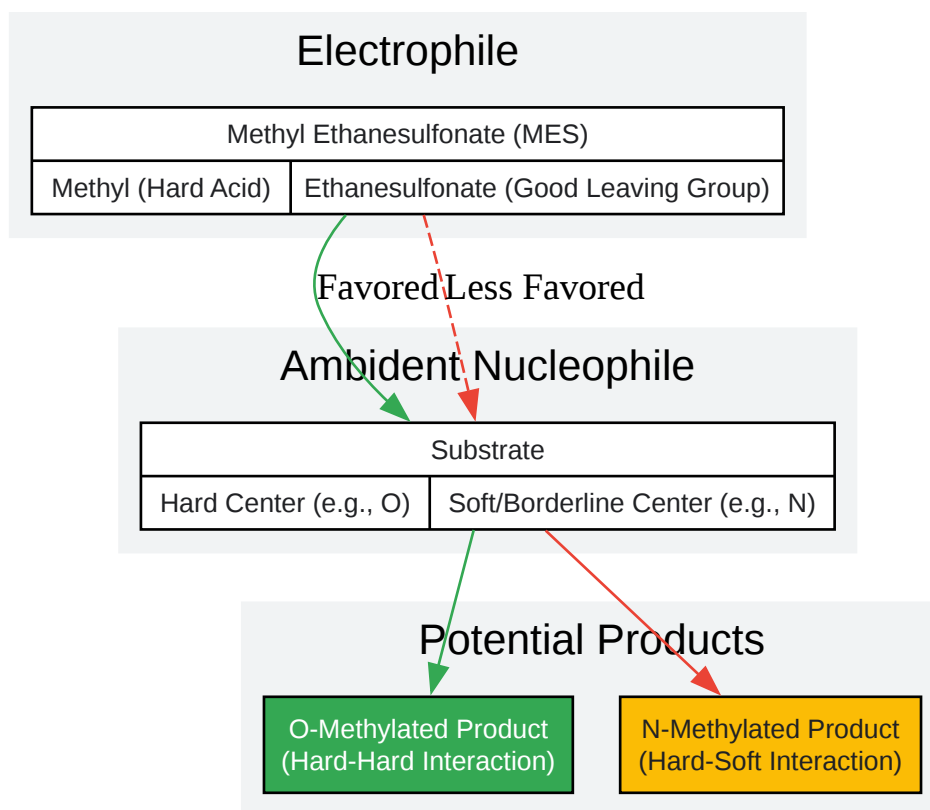 Electrophile
Methyl Ethanesulfonate (MES)
Methyl (Hard Acid)
Ethanesulfonate (Good Leaving Group)
Favored
Less Favored
Ambident Nucleophile
Substrate
Hard Center (e.g., O)
Soft/Borderline Center (e.g., N)
Potential Products
O-Methylated Product
(Hard-Hard Interaction)
N-Methylated Product
(Hard-Soft Interaction)